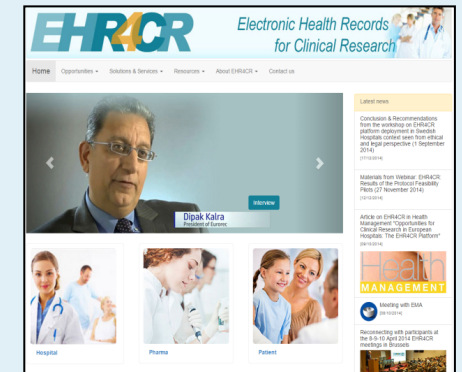 EHR4CR
Electronic Health Records
for Clinical Research
Home
Opportunities
Solutions & Services
Resources
About EHR4CR
Contact us
Interview
Dipak Kalra
President of Eurorec
Hospital
Pharma
Patient
Latest news
Conclusion & Recommendations
from the workshop on EHR4CR
platform deployment in Swedish
Hospitals context seen from ethical
and legal perspective (1 September
2014)
[17/12/2014]
Materials from Webinar: EHR4CR:
Results of the Protocol Feasibility
Pilots (27 November 2014)
Article on EHR4CR in Health
Management "Opportunities for
Clinical Research in European
Hospitals: The EHR4CR Platform"
Health
MANAGEMENT
Meeting with EMA
Reconnecting with participants at
the 8-9-10 April 2014 EHR4CR
meetings in Brussels